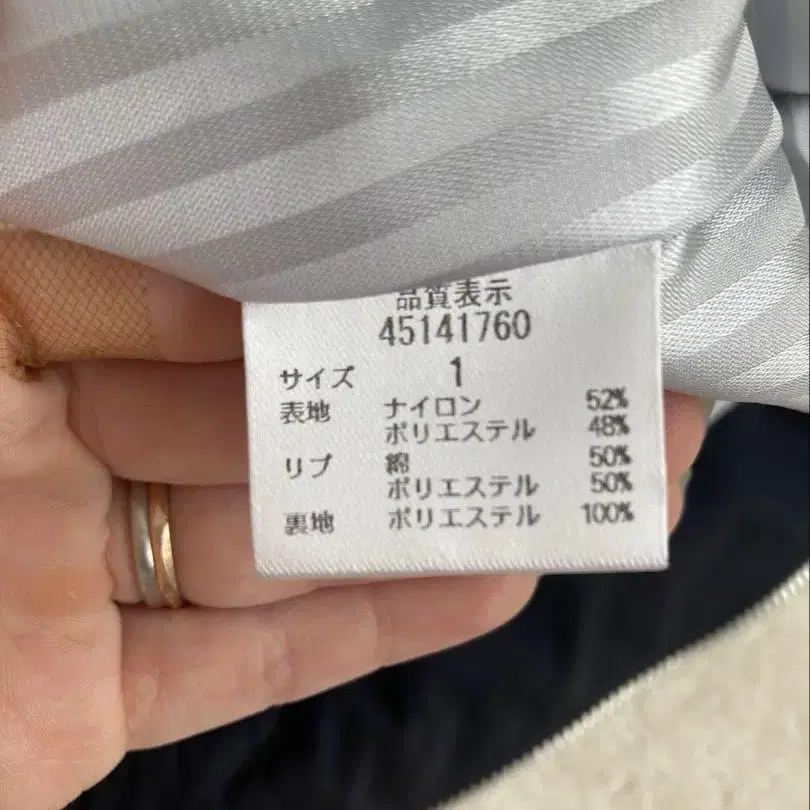 品質表示
45141760
サイズ 1
表地 ナイロン 52%
ポリエステル 48%
リブ 綿 50%
ポリエステル 50%
裏地 ポリエステル 100%